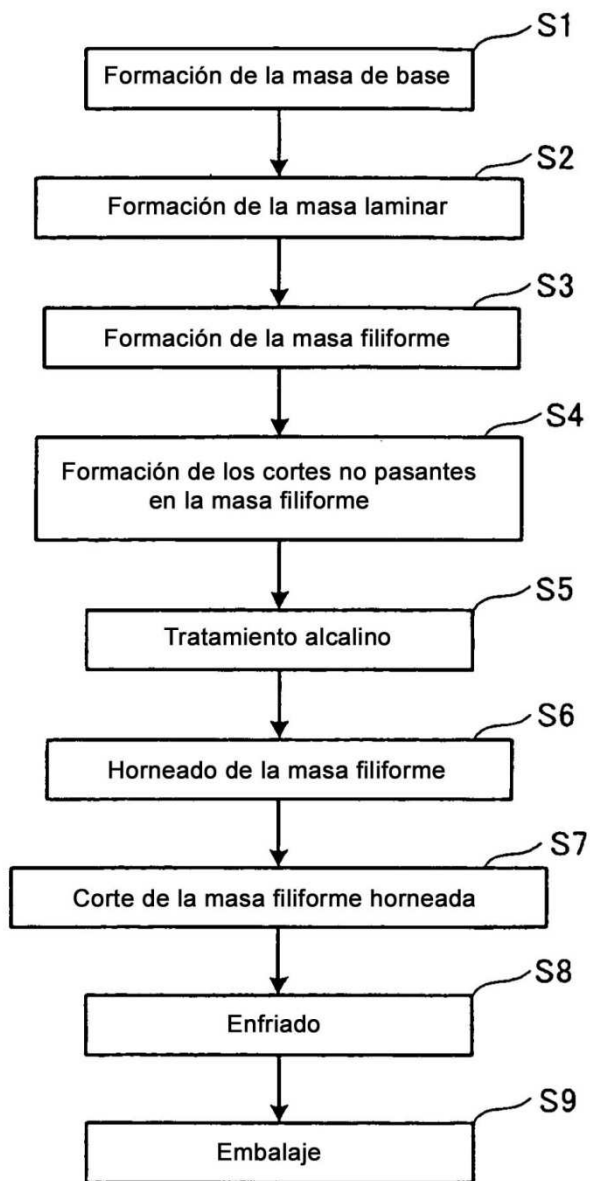 S1
Formación de la masa de base
S2
Formación de la masa laminar
S3
Formación de la masa filiforme
S4
Formación de los cortes no pasantes
en la masa filiforme
S5
Tratamiento alcalino
S6
Horneado de la masa filiforme
S7
Corte de la masa filiforme horneada
S8
Enfriado
S9
Embalaje